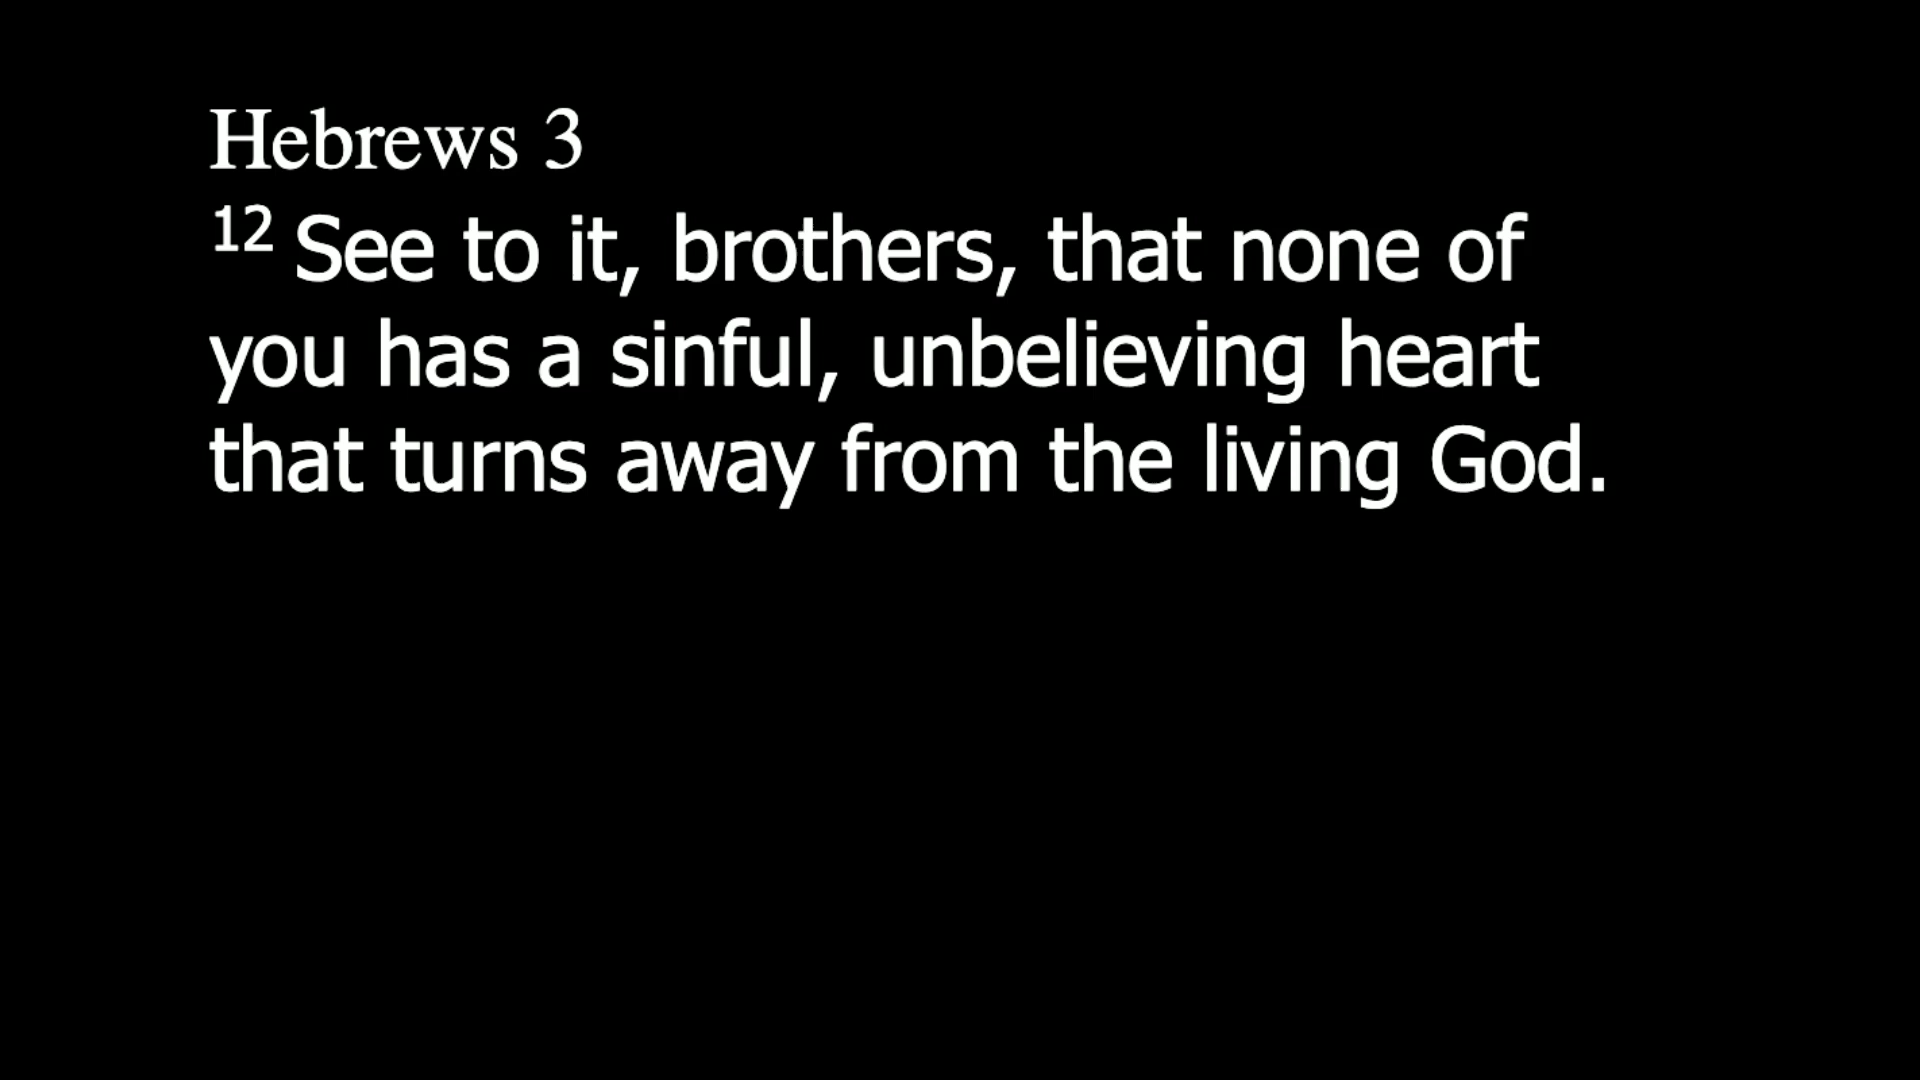 Hebrews 3
12 See to it, brothers, that none of
you has a sinful, unbelieving heart
that turns away from the living God.